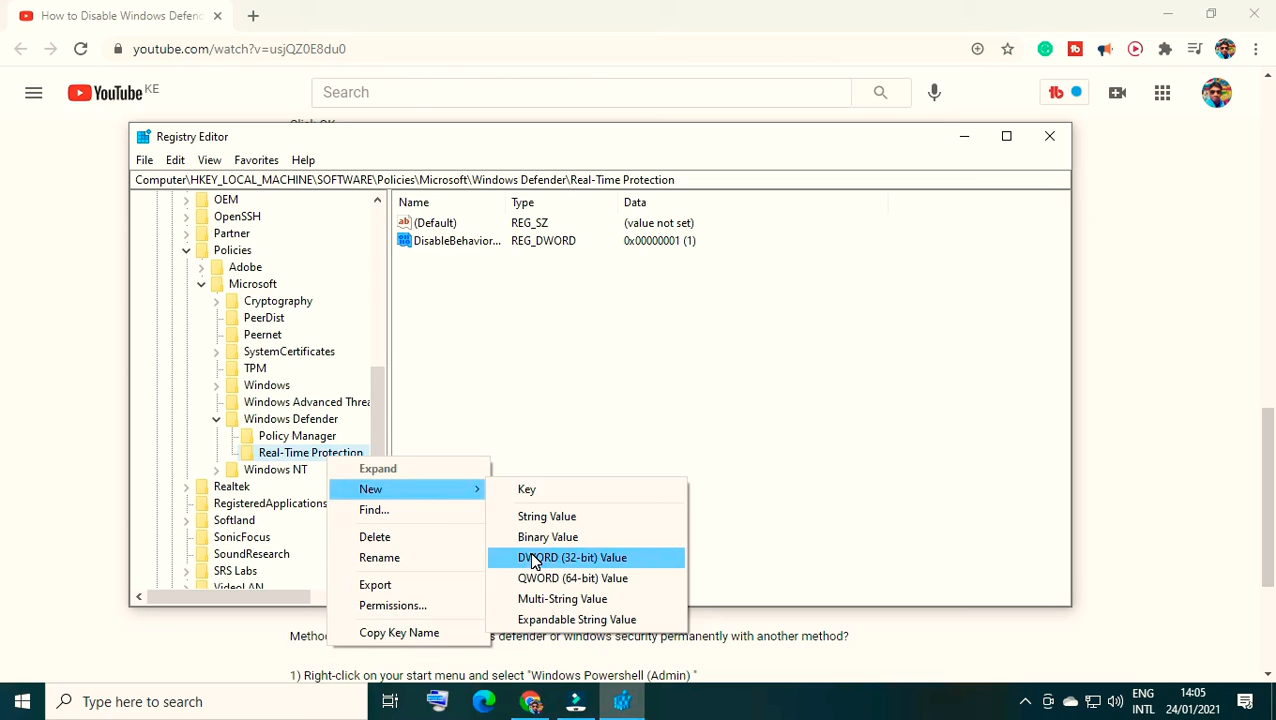 How to Disable Windows Defend
youtube.com/watch?v=usjQZ0E8du0
YouTube KE
Search
Registry Editor
File Edit View Favorites Help
Computer\HKEY_LOCAL_MACHINE\SOFTWARE\Policies\Microsoft\Windows Defender\Real-Time Protection
OEM
OpenSSH
Partner
Policies
Adobe
Microsoft
Cryptography
PeerDist
Peernet
SystemCertificates
TPM
Windows
Windows Advanced Threa
Windows Defender
Policy Manager
Real-Time Protection
Windows NT
Realtek
RegisteredApplications
Softland
SonicFocus
SoundResearch
SRS Labs
VideoLAN
Name Type Data
ab (Default) REG_SZ (value not set)
DisableBehavior... REG_DWORD 0x00000001 (1)
Expand
New
Find...
Delete
Rename
Export
Permissions...
Copy Key Name
Key
String Value
Binary Value
DWORD (32-bit) Value
QWORD (64-bit) Value
Multi-String Value
Expandable String Value
defender or windows security permanently with another method?
1) Right-click on your start menu and select "Windows Powershell (Admin) "
Type here to search
ENG
INTL
14:05
24/01/2021